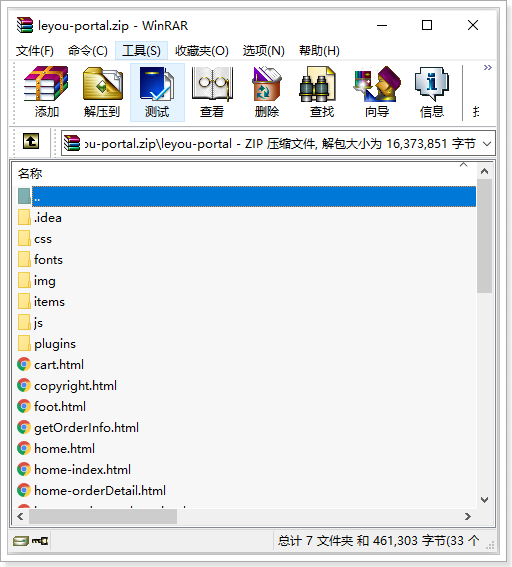 leyou-portal.zip - WinRAR
文件(F) 命令(C) 工具(S) 收藏夹(O) 选项(N) 帮助(H)
添加 解压到 测试 查看 删除 查找 向导 信息
ou-portal.zip\leyou-portal - ZIP 压缩文件, 解包大小为 16,373,851 字节
名称
..
.idea
css
fonts
img
items
js
plugins
cart.html
copyright.html
foot.html
getOrderInfo.html
home.html
home-index.html
home-orderDetail.html
总计 7 文件夹 和 461,303 字节(33 个